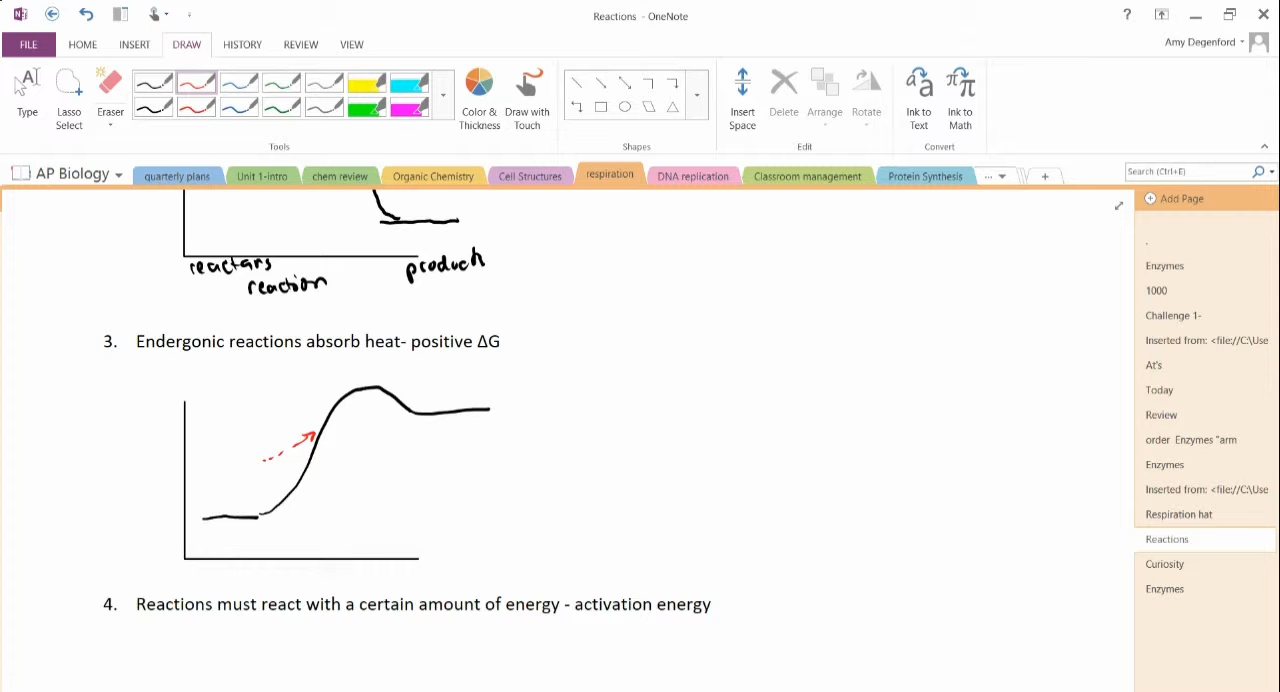 Reactions - OneNote
?
Amy Degenford
FILE HOME INSERT DRAW HISTORY REVIEW VIEW
Type
Lasso Select
Eraser
Color & Thickness
Draw with Touch
Insert Space
Delete
Arrange
Rotate
Ink to Text
Ink to Math
Tools
Shapes
Edit
Convert
AP Biology
quarterly plans
Unit 1-intro
chem review
Organic Chemistry
Cell Structures
respiration
DNA replication
Classroom management
Protein Synthesis
...
+
Search (Ctrl+E)
reactans
reaction
product
3. Endergonic reactions absorb heat- positive ΔG
4. Reactions must react with a certain amount of energy - activation energy
Add Page
.
Enzymes
1000
Challenge 1-
Inserted from: <file://C:\Use
At's
Today
Review
order Enzymes "arm
Enzymes
Inserted from: <file://C:\Use
Respiration hat
Reactions
Curiosity
Enzymes